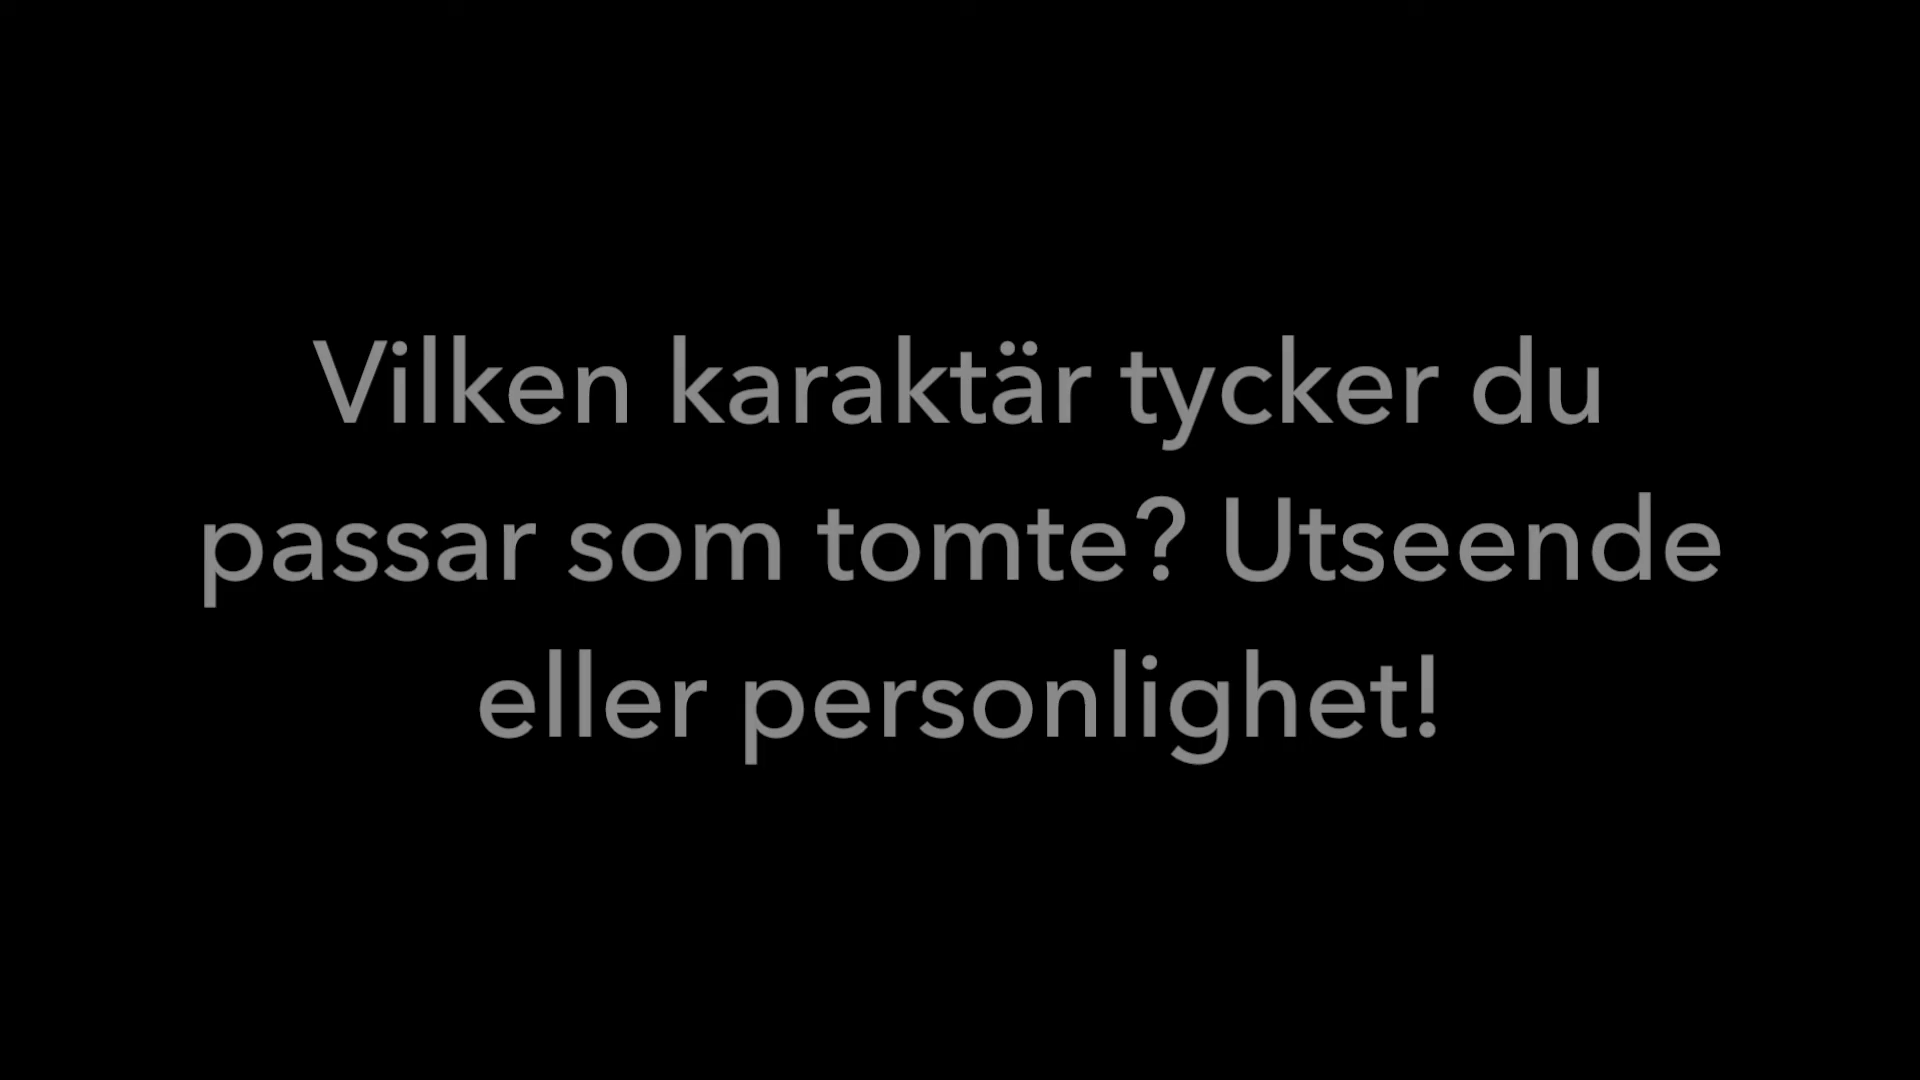 Vilken karaktär tycker du
passar som tomte? Utseende
eller personlighet!